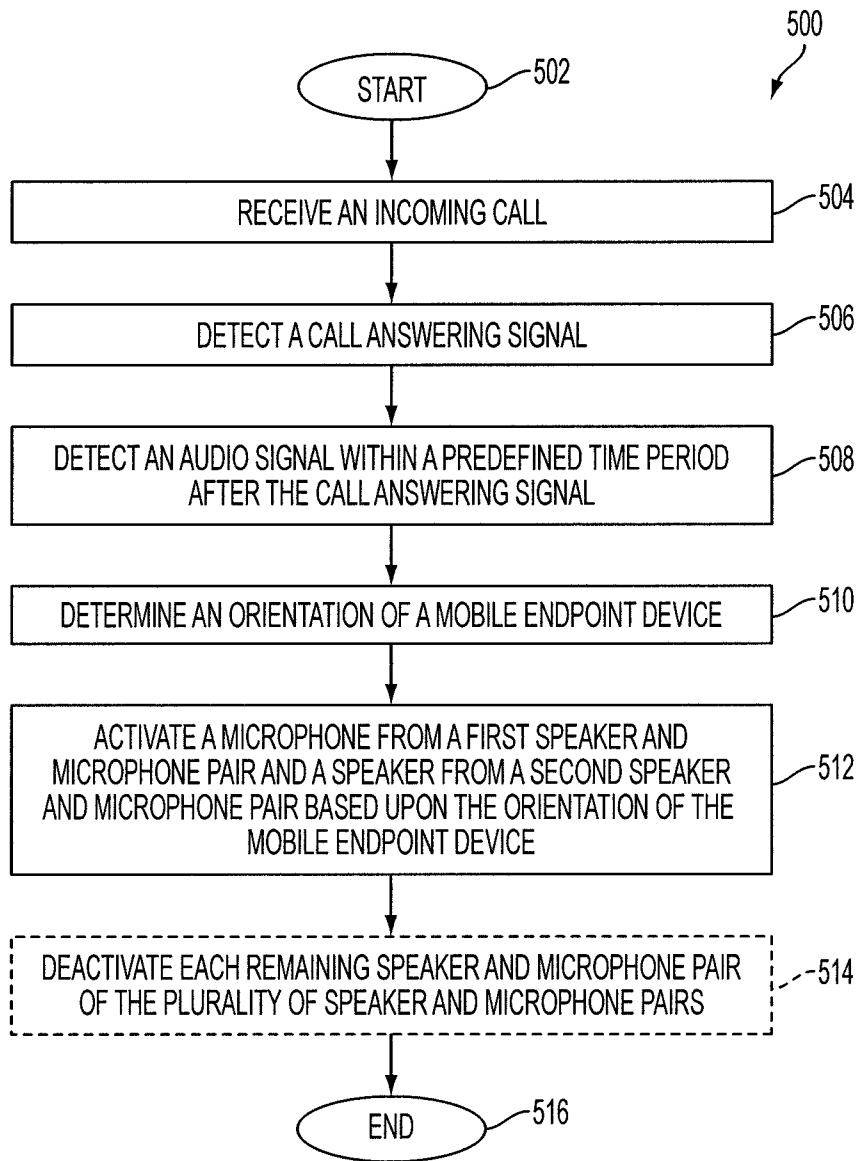 500
START
502
RECEIVE AN INCOMING CALL
504
DETECT A CALL ANSWERING SIGNAL
506
DETECT AN AUDIO SIGNAL WITHIN A PREDEFINED TIME PERIOD
AFTER THE CALL ANSWERING SIGNAL
508
DETERMINE AN ORIENTATION OF A MOBILE ENDPOINT DEVICE
510
ACTIVATE A MICROPHONE FROM A FIRST SPEAKER AND
MICROPHONE PAIR AND A SPEAKER FROM A SECOND SPEAKER
AND MICROPHONE PAIR BASED UPON THE ORIENTATION OF THE
MOBILE ENDPOINT DEVICE
512
DEACTIVATE EACH REMAINING SPEAKER AND MICROPHONE PAIR
OF THE PLURALITY OF SPEAKER AND MICROPHONE PAIRS
514
END
516